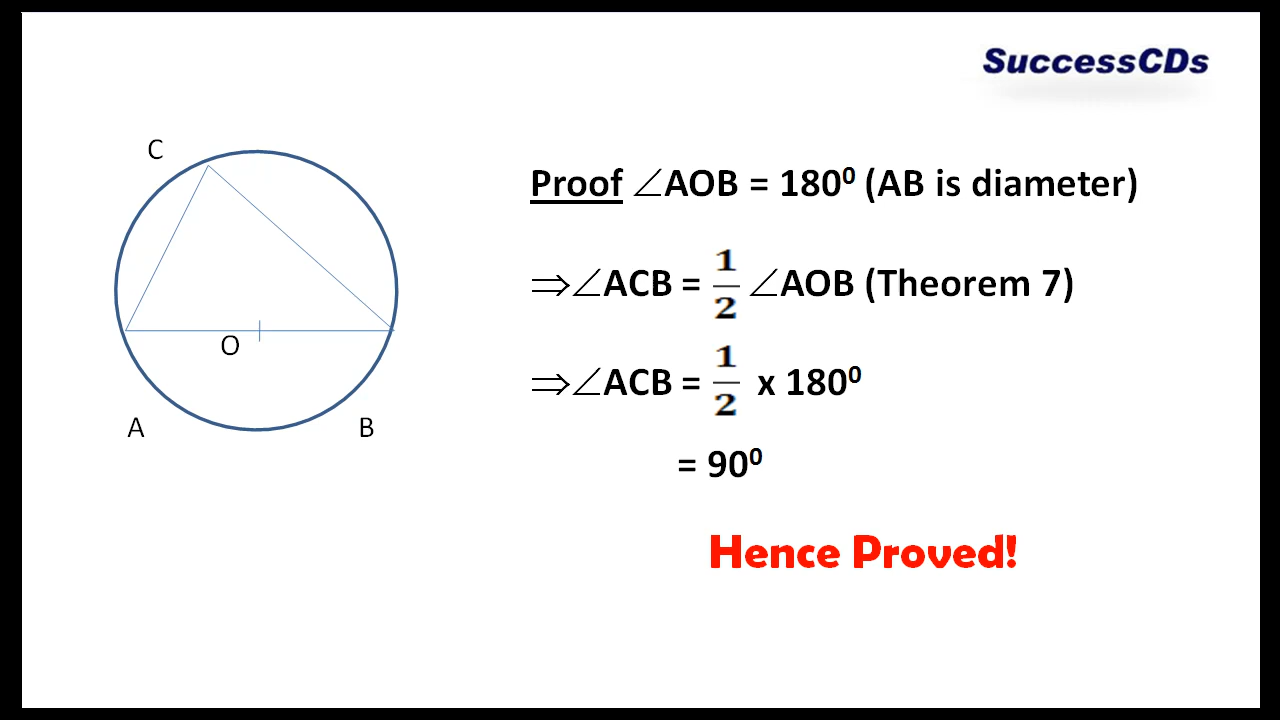 SuccessCDs
C
O
A
B
Proof ∠AOB = 180⁰ (AB is diameter)
⇒∠ACB = 1/2 ∠AOB (Theorem 7)
⇒∠ACB = 1/2 x 180⁰
= 90⁰
Hence Proved!